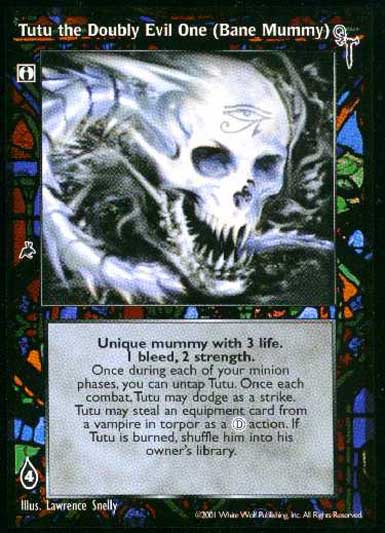 Tutu the Doubly Evil One (Bane Mummy)
Unique mummy with 3 life.
1 bleed, 2 strength.
Once during each of your minion
phases, you can untap Tutu. Once each
combat, Tutu may dodge as a strike.
Tutu may steal an equipment card from
a vampire in torpor as a Ⓓ action. If
Tutu is burned, shuffle him into his
owner's library.
4
Illus. Lawrence Snelly
©2001 White Wolf Publishing, Inc. All Rights Reserved.